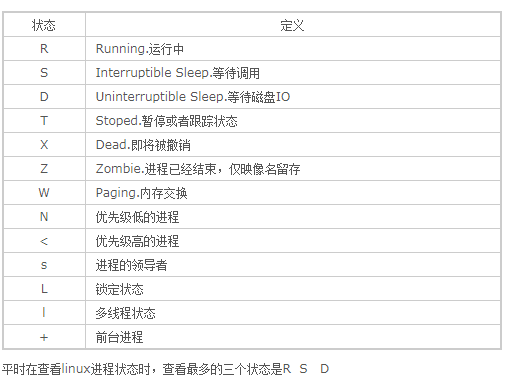 状态 定义
R Running.运行中
S Interruptible Sleep.等待调用
D Uninterruptible Sleep.等待磁盘IO
T Stoped.暂停或者跟踪状态
X Dead.即将被撤销
Z Zombie.进程已经结束，仅映像名留存
W Paging.内存交换
N 优先级低的进程
< 优先级高的进程
s 进程的领导者
L 锁定状态
l 多线程状态
+ 前台进程
平时在查看linux进程状态时，查看最多的三个状态是R S D